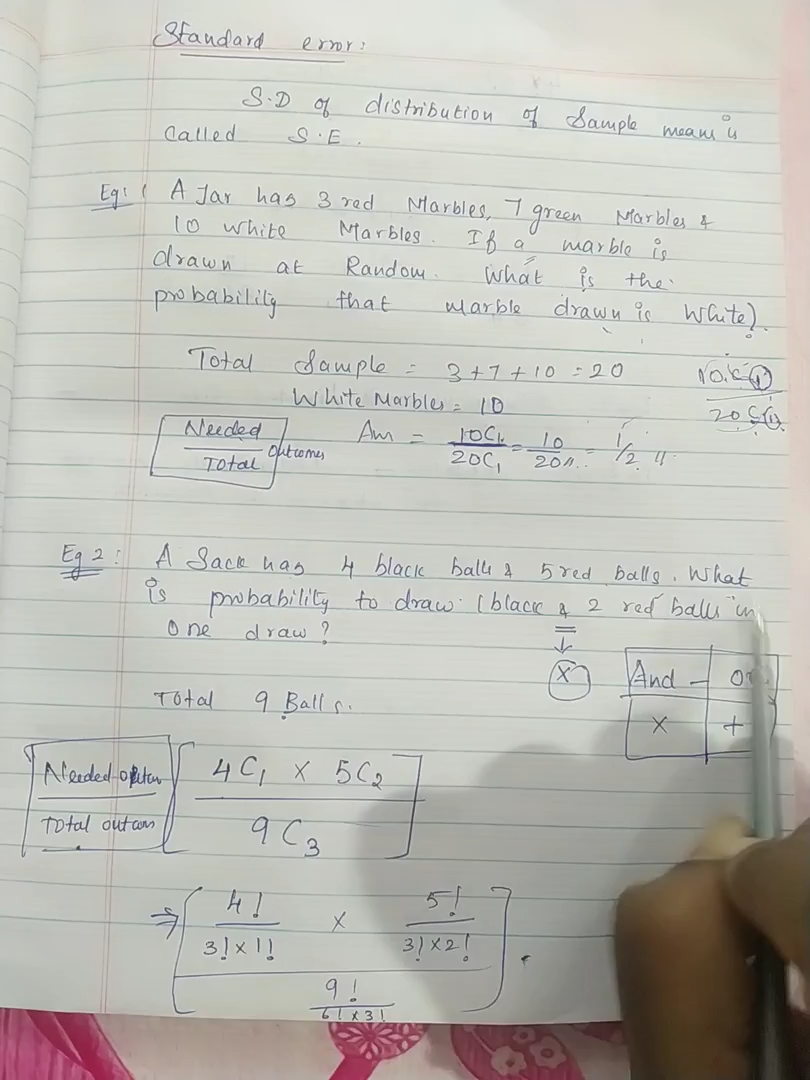 Standard error:
S.D of distribution of Sample means is
called S.E.
Eg: 1 A Jar has 3 red Marbles, 7 green Marbles &
10 white Marbles. If a marble is
drawn at Random. What is the
probability that marble drawn is White?
Total Sample = 3+7+10 = 20
White Marbles = 10
10C1
20C1
Needed
Total Outcomes
Ans = 10C1/20C1 = 10/20 = 1/2
Eg 2: A Sack has 4 black balls & 5 red balls. What
is probability to draw 1 black & 2 red balls in
one draw?
X
And - or
X +
Total 9 Balls.
Needed
Total outcom
4C1 X 5C2
9C3
⇒ 4! X 5!
3!×1! 3!×2!
9!
6!×3!